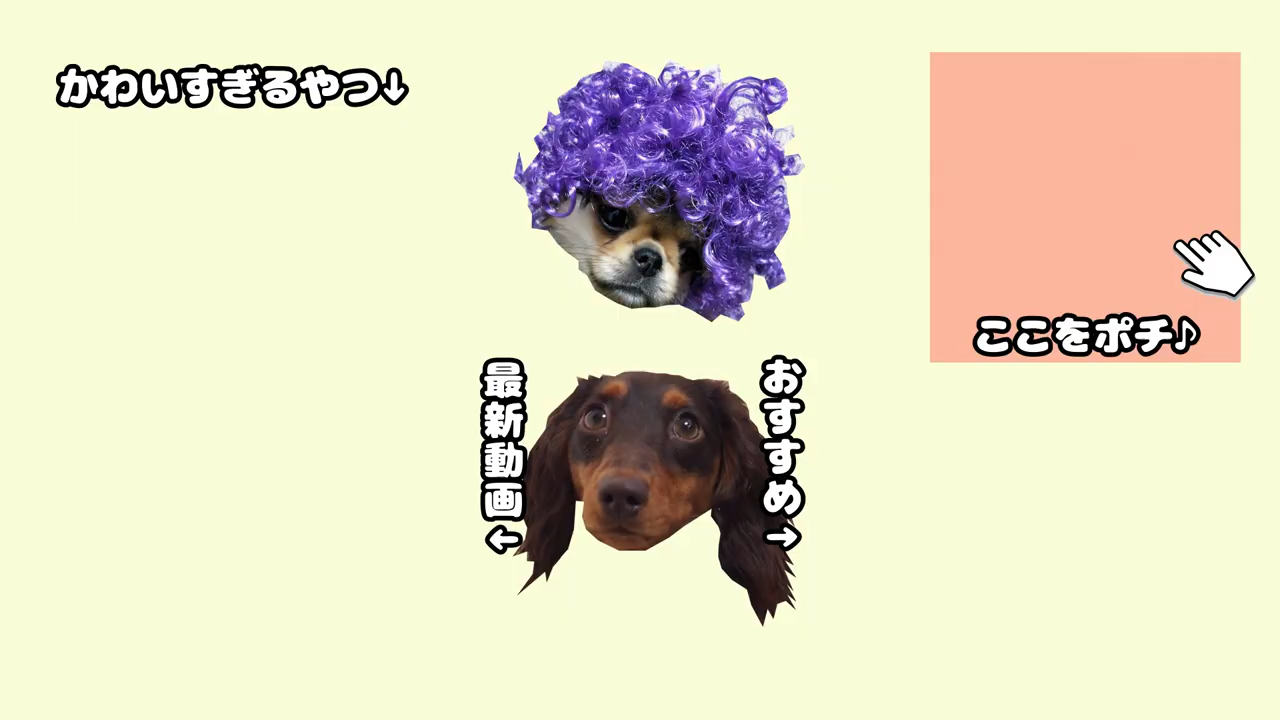 かわいすぎるやつ↓
ここをポチ♪
最新動画←
おすすめ→